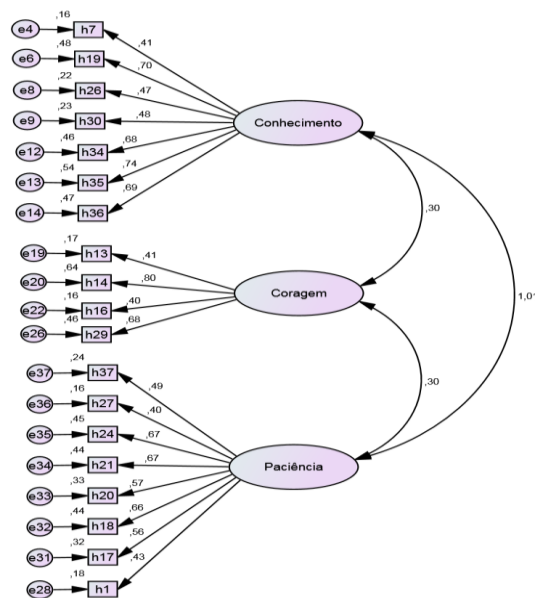 ,16
e4 h7 ,41
,48
e6 h19 ,70
,22
e8 h26 ,47
,23
e9 h30 ,48
Conhecimento
,46
e12 h34 ,68
,54
e13 h35 ,74
,47
e14 h36 ,69
,30
,17
e19 h13 ,41
,64
e20 h14 ,80
Coragem
1,01
,16
e22 h16 ,40
,46
e26 h29 ,68
,24
e37 h37 ,49
,30
,16
e36 h27 ,40
,45
e35 h24 ,67
,44
e34 h21 ,67
Paciência
,33
e33 h20 ,57
,44
e32 h18 ,66
,32
e31 h17 ,56
,18
e28 h1 ,43